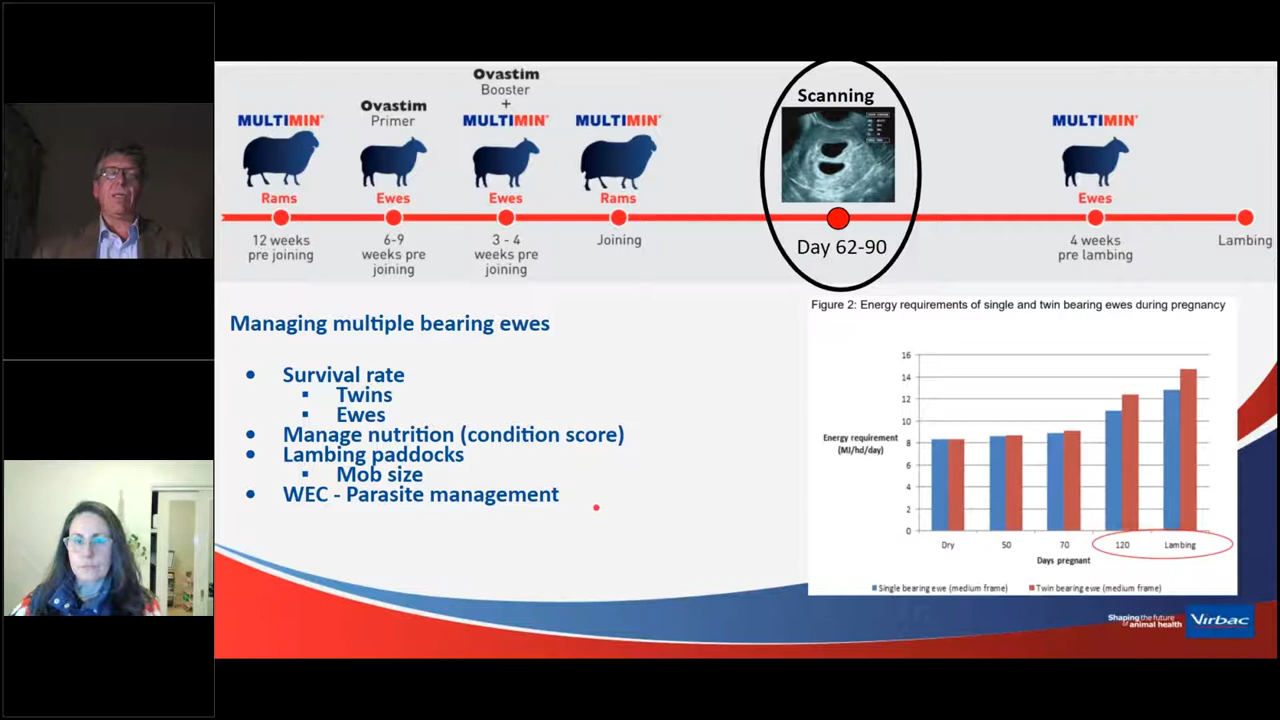 Ovastim
Booster
+
MULTIMIN®
Ovastim
Primer
MULTIMIN®
MULTIMIN®
Scanning
MULTIMIN®
Rams
Ewes
Ewes
Rams
Ewes
12 weeks
pre joining
6-9
weeks pre
joining
3 - 4
weeks pre
joining
Joining
Day 62-90
4 weeks
pre lambing
Lambing
Managing multiple bearing ewes
• Survival rate
▪ Twins
▪ Ewes
• Manage nutrition (condition score)
• Lambing paddocks
▪ Mob size
• WEC - Parasite management
Figure 2: Energy requirements of single and twin bearing ewes during pregnancy
16
14
12
10
8
6
4
2
0
Energy requirement
(MJ/hd/day)
Dry 50 70 120 Lambing
Days pregnant
Single bearing ewe (medium frame) Twin bearing ewe (medium frame)
Shaping the future
of animal health
Virbac